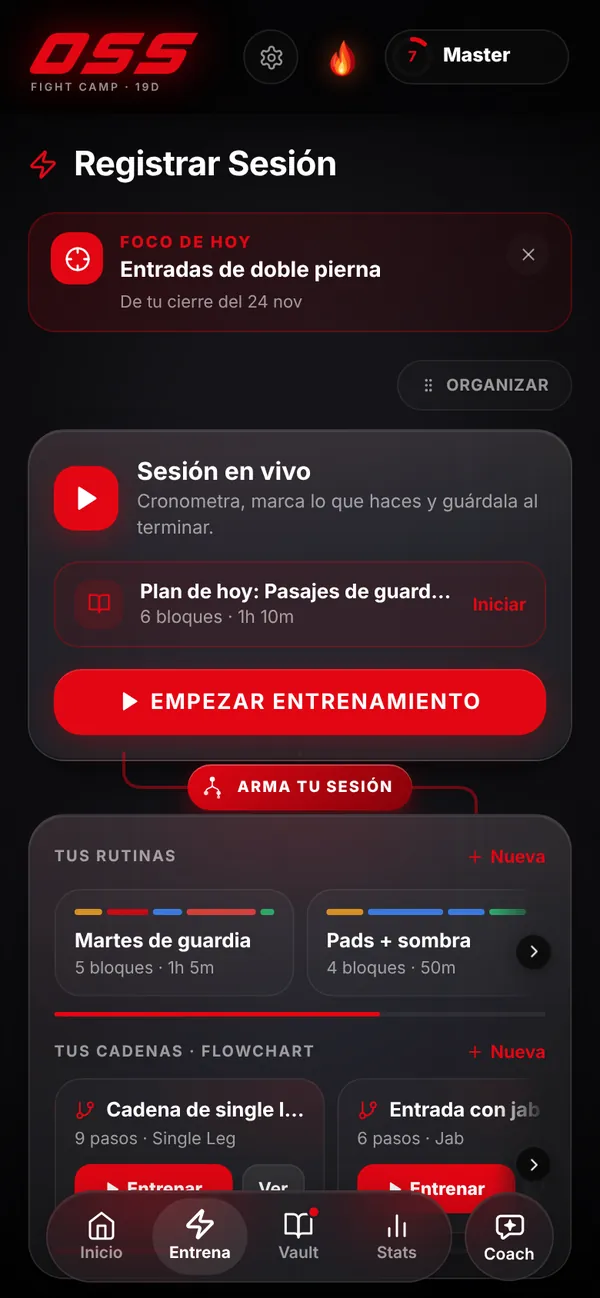 OSS
FIGHT CAMP · 19D
7 Master
Registrar Sesión
FOCO DE HOY
Entradas de doble pierna
De tu cierre del 24 nov
ORGANIZAR
Sesión en vivo
Cronometra, marca lo que haces y guárdala al
terminar.
Plan de hoy: Pasajes de guard...
6 bloques · 1h 10m
Iniciar
EMPEZAR ENTRENAMIENTO
ARMA TU SESIÓN
TUS RUTINAS
+ Nueva
Martes de guardia
5 bloques · 1h 5m
Pads + sombra
4 bloques · 50m
TUS CADENAS · FLOWCHART
+ Nueva
Cadena de single l...
9 pasos · Single Leg
Entrenar
Ver
Entrada con jab
6 pasos · Jab
Entrenar
Inicio
Entrena
Vault
Stats
Coach